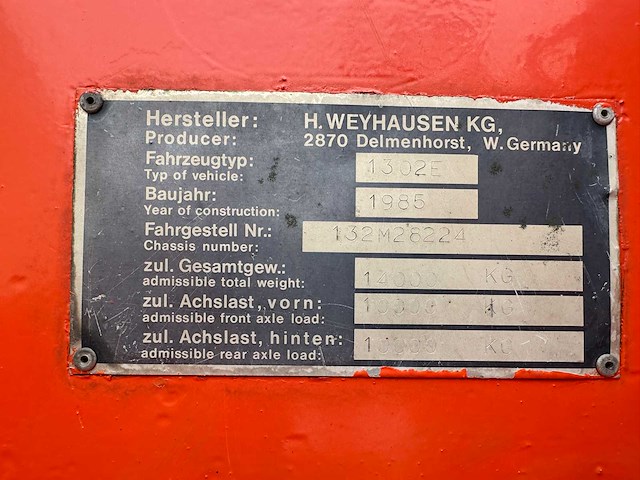 Hersteller: H. WEYHAUSEN KG,
Producer: 2870 Delmenhorst, W. Germany
Fahrzeugtyp: 1302E
Typ of vehicle:
Baujahr: 1985
Year of construction:
Fahrgestell Nr.: 132M28224
Chassis number:
zul. Gesamtgew.: KG
admissible total weight:
zul. Achslast, vorn: KG
admissible front axle load:
zul. Achslast, hinten: KG
admissible rear axle load: